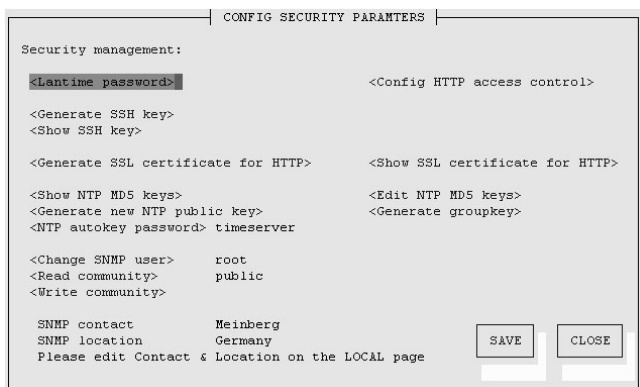 CONFIG SECURITY PARAMTERS
Security management:
<Lantime password> <Config HTTP access control>
<Generate SSH key>
<Show SSH key>
<Generate SSL certificate for HTTP> <Show SSL certificate for HTTP>
<Show NTP MD5 keys> <Edit NTP MD5 keys>
<Generate new NTP public key> <Generate groupkey>
<NTP autokey password> timeserver
<Change SNMP user> root
<Read community> public
<Write community>
SNMP contact Meinberg
SNMP location Germany
Please edit Contact & Location on the LOCAL page
SAVE CLOSE